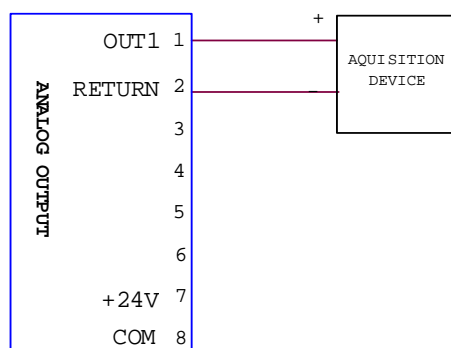 +
OUT1 1
AQUISITION
DEVICE
RETURN 2
-
ANALOG OUTPUT
3
4
5
6
+24V 7
COM 8